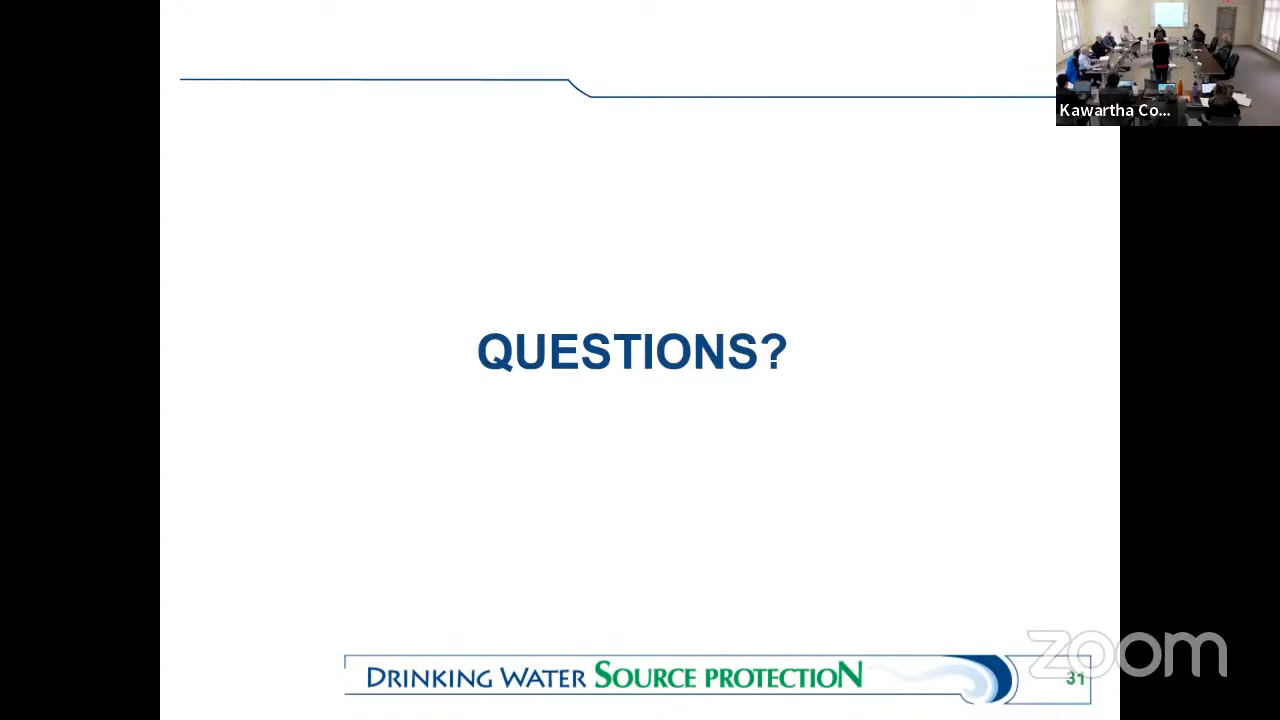 Kawartha Co...
QUESTIONS?
DRINKING WATER SOURCE PROTECTION
31
zoom